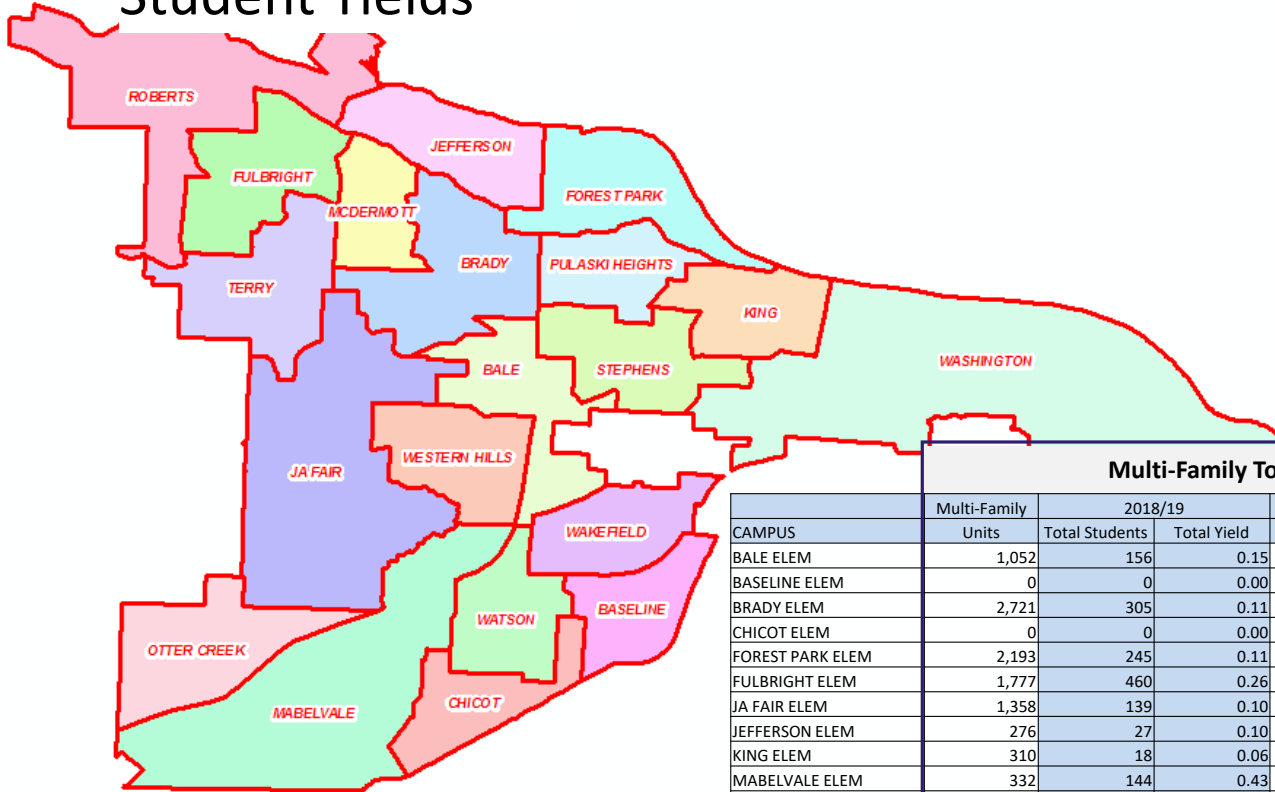 Student Yields
ROBERTS
JEFFERSON
FULBRIGHT
FOREST PARK
MCDERMOTT
BRADY
PULASKI HEIGHTS
TERRY
KING
WASHINGTON
BALE
STEPHENS
WESTERN HILLS
JA FAIR
WAKEFIELD
BASELINE
WATSON
OTTER CREEK
CHICOT
MABELVALE
Multi-Family To
Multi-Family 2018/19
CAMPUS Units Total Students Total Yield
BALE ELEM 1,052 156 0.15
BASELINE ELEM 0 0 0.00
BRADY ELEM 2,721 305 0.11
CHICOT ELEM 0 0 0.00
FOREST PARK ELEM 2,193 245 0.11
FULBRIGHT ELEM 1,777 460 0.26
JA FAIR ELEM 1,358 139 0.10
JEFFERSON ELEM 276 27 0.10
KING ELEM 310 18 0.06
MABELVALE ELEM 332 144 0.43